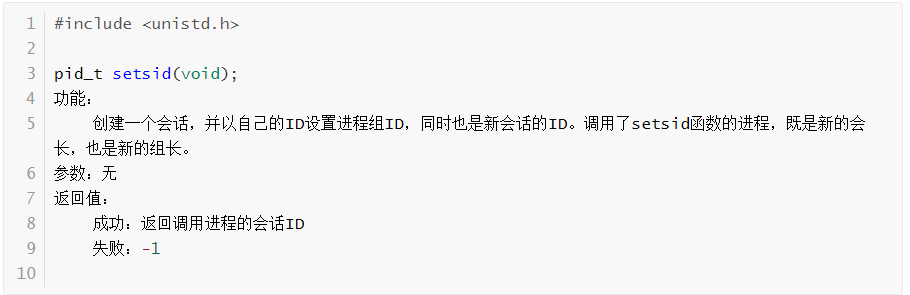 1 #include <unistd.h>
2
3 pid_t setsid(void);
4 功能：
5     创建一个会话，并以自己的ID设置进程组ID，同时也是新会话的ID。调用了setsid函数的进程，既是新的会
长，也是新的组长。
6 参数：无
7 返回值：
8     成功：返回调用进程的会话ID
9     失败：-1
10